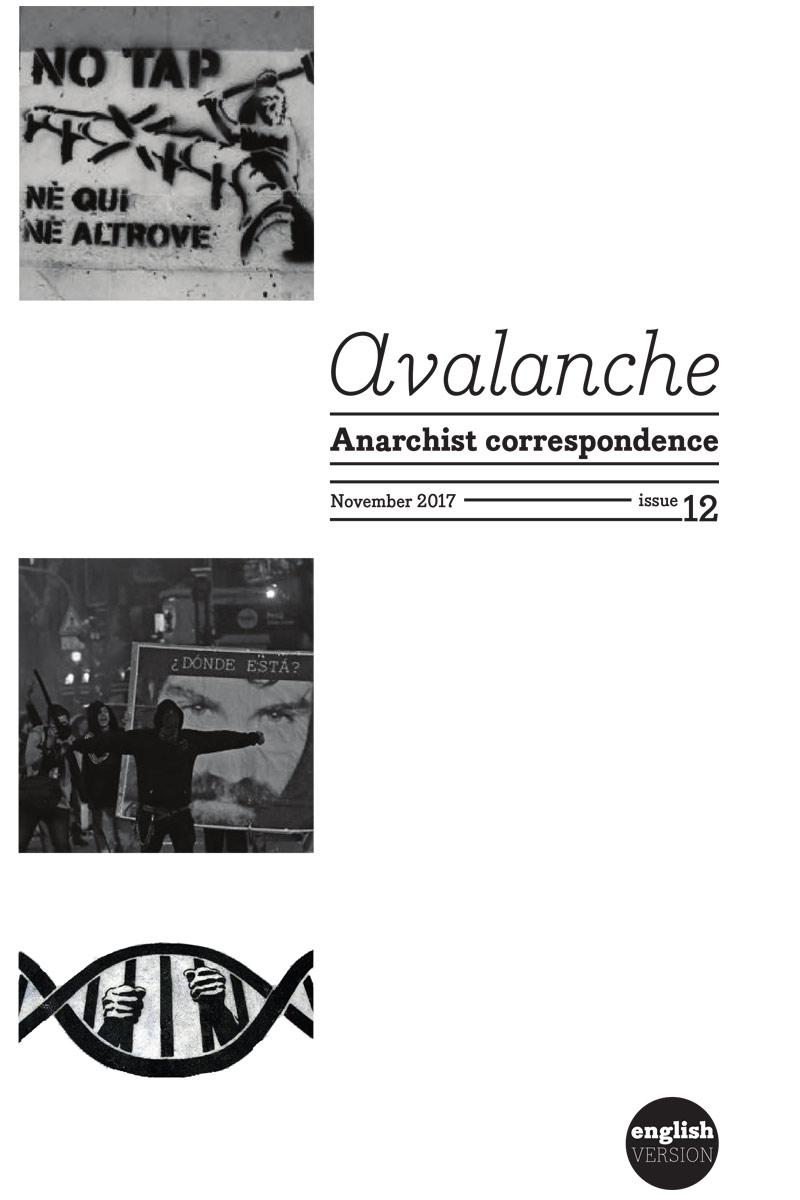 NO TAP
NÈ QUI
NÈ ALTROVE
Avalanche
Anarchist correspondence
November 2017 issue 12
¿DÓNDE ESTÁ?
english
VERSION